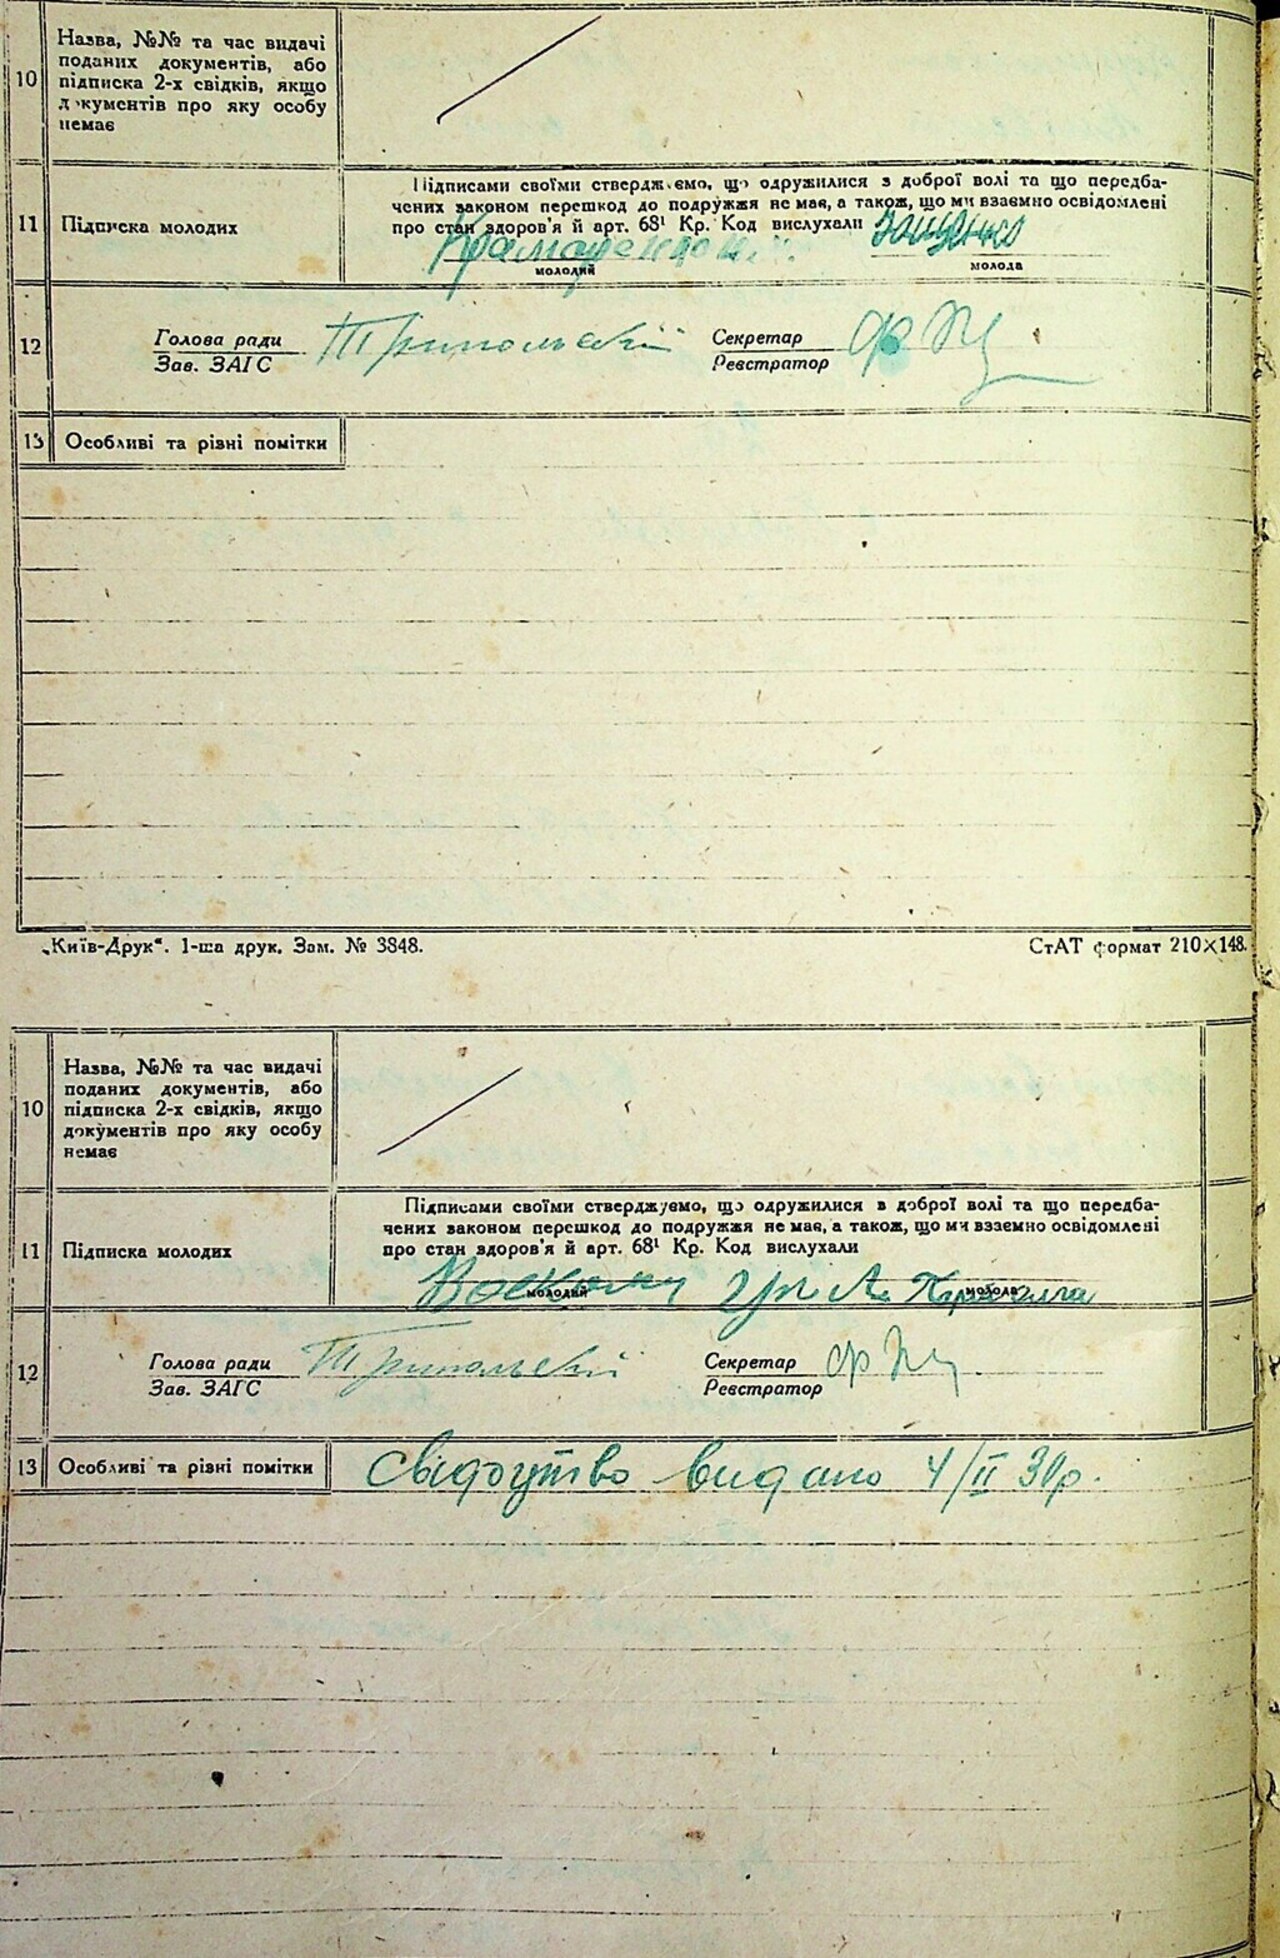 10
Назва, №№ та час видачі
поданих документів, або
підписка 2-х свідків, якщо
документів про яку особу
немає
11 Підписка молодих
Підписами своїми стверджуємо, що одружилися з доброї волі та що передба-
чених законом перешкод до подружжя не має, а також, що ми взаємно освідомлені
про стан здоров'я й арт. 68¹ Кр. Код вислухали
молодий молода
12 Голова ради Трипольский Секретар
Зав. ЗАГС Реєстратор
13 Особливі та різні помітки
„Київ-Друк“. 1-ша друк. Зам. № 3848. СтАТ формат 210×148.
10
Назва, №№ та час видачі
поданих документів, або
підписка 2-х свідків, якщо
документів про яку особу
немає
11 Підписка молодих
Підписами своїми стверджуємо, що одружилися в доброї волі та що передба-
чених законом перешкод до подружжя не має, а також, що ми взаємно освідомлені
про стан здоров'я й арт. 68¹ Кр. Код вислухали
молодий молода
12 Голова ради Трипольский Секретар
Зав. ЗАГС Реєстратор
13 Особливі та різні помітки Свідоцтво видано 4/II 30р.